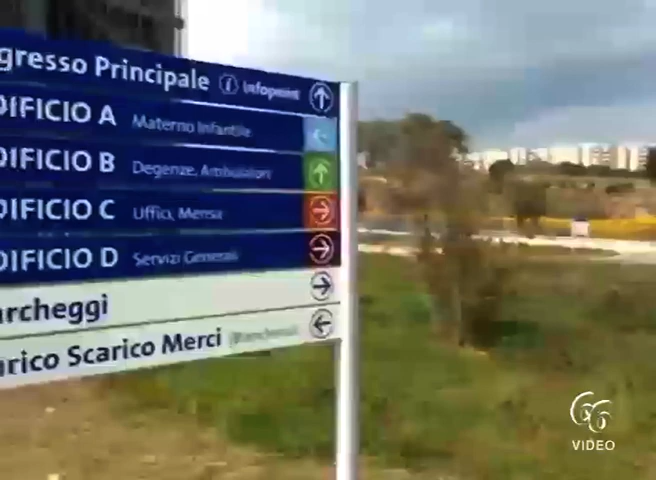 gresso Principale i Infopoint
DIFICIO A Materno Infantile
DIFICIO B Degenze, Ambulatori
DIFICIO C Uffici, Mensa
DIFICIO D Servizi Generali
archeggi
arico Scarico Merci
VIDEO